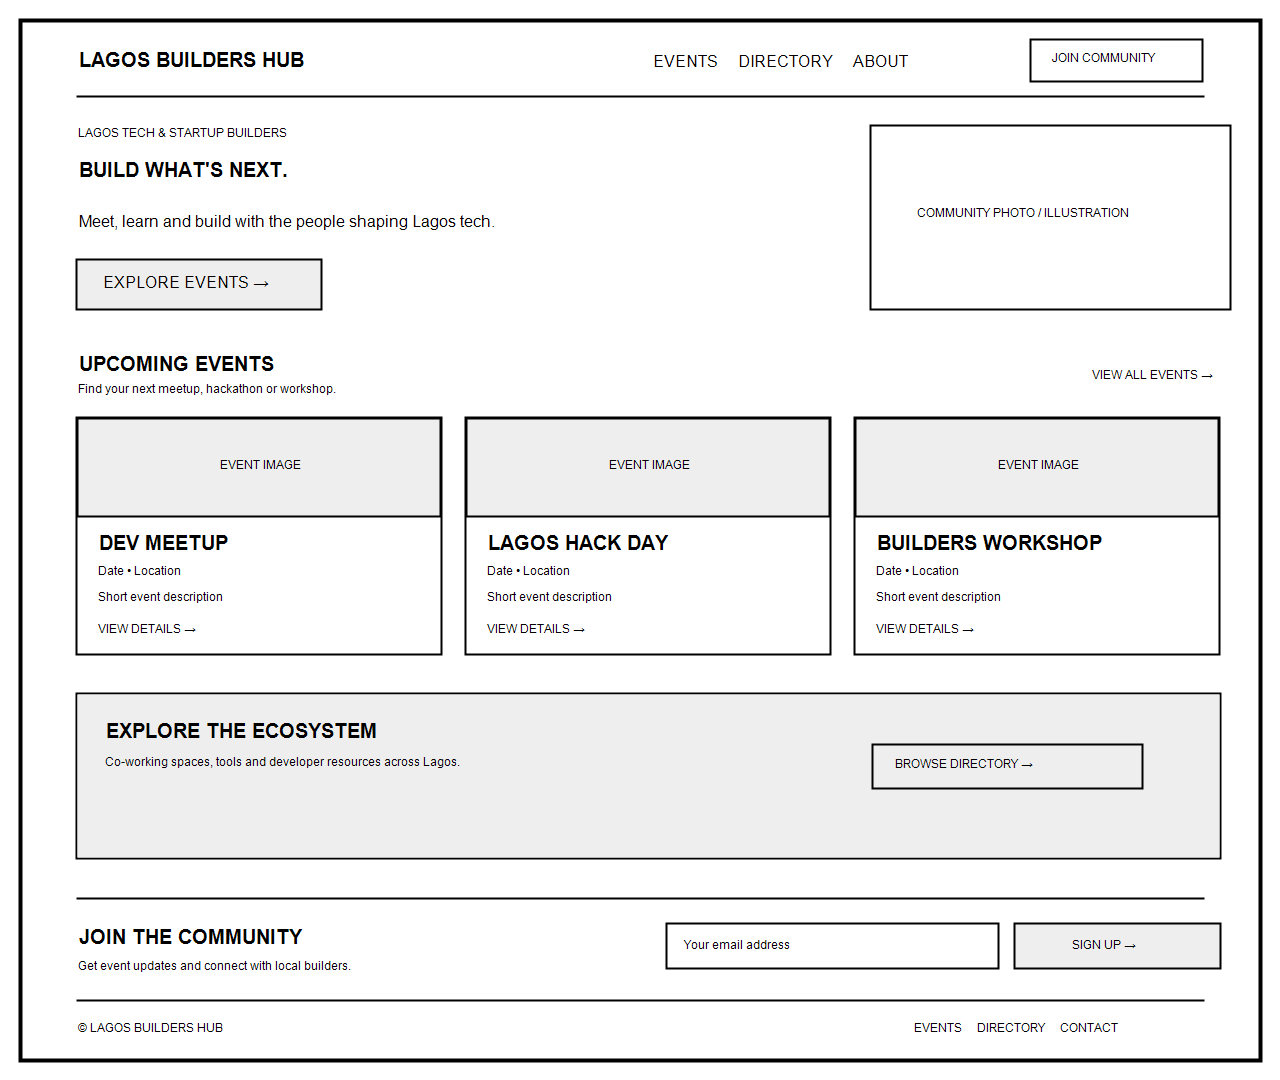 LAGOS BUILDERS HUB
EVENTS DIRECTORY ABOUT
JOIN COMMUNITY
LAGOS TECH & STARTUP BUILDERS
BUILD WHAT'S NEXT.
Meet, learn and build with the people shaping Lagos tech.
EXPLORE EVENTS →
COMMUNITY PHOTO / ILLUSTRATION
UPCOMING EVENTS
Find your next meetup, hackathon or workshop.
VIEW ALL EVENTS →
EVENT IMAGE
DEV MEETUP
Date • Location
Short event description
VIEW DETAILS →
EVENT IMAGE
LAGOS HACK DAY
Date • Location
Short event description
VIEW DETAILS →
EVENT IMAGE
BUILDERS WORKSHOP
Date • Location
Short event description
VIEW DETAILS →
EXPLORE THE ECOSYSTEM
Co-working spaces, tools and developer resources across Lagos.
BROWSE DIRECTORY →
JOIN THE COMMUNITY
Get event updates and connect with local builders.
Your email address
SIGN UP →
© LAGOS BUILDERS HUB
EVENTS DIRECTORY CONTACT